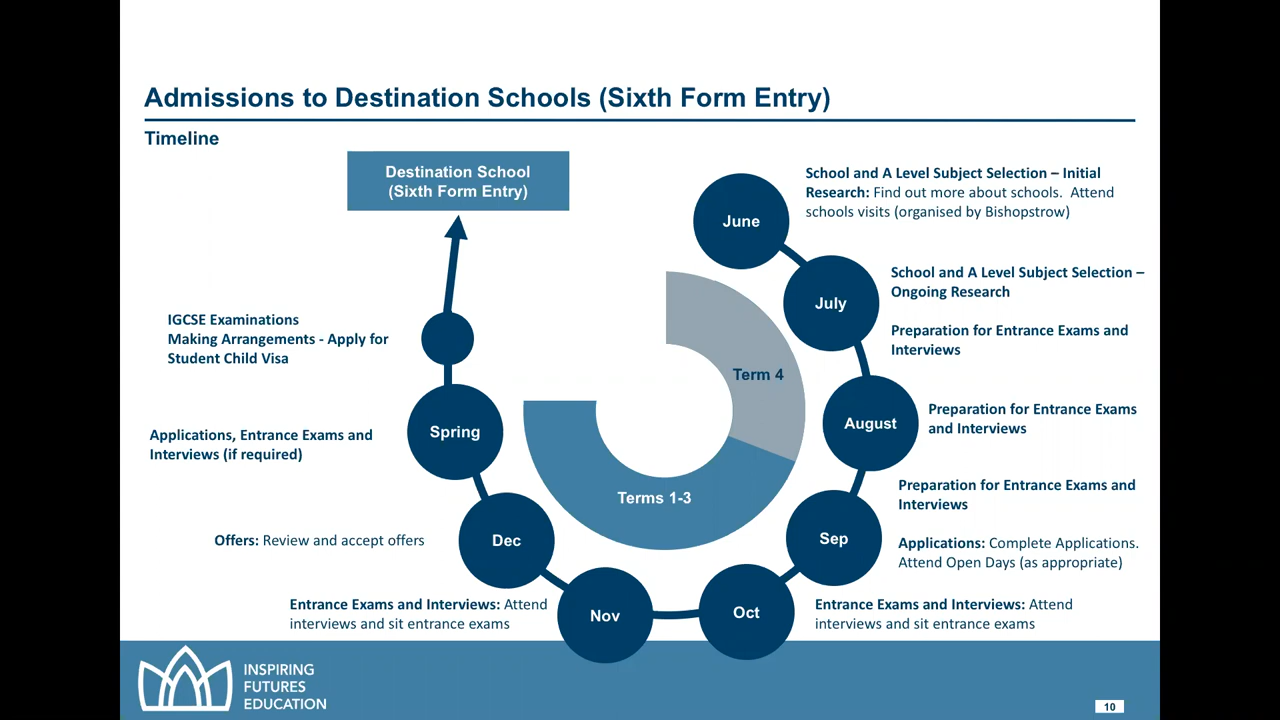 Admissions to Destination Schools (Sixth Form Entry)
Timeline
Destination School
(Sixth Form Entry)
June
School and A Level Subject Selection – Initial
Research: Find out more about schools.  Attend
schools visits (organised by Bishopstrow)
July
School and A Level Subject Selection –
Ongoing Research
Preparation for Entrance Exams and
Interviews
August
Preparation for Entrance Exams
and Interviews
Sep
Preparation for Entrance Exams and
Interviews
Applications: Complete Applications.
Attend Open Days (as appropriate)
Oct
Entrance Exams and Interviews: Attend
interviews and sit entrance exams
Nov
Entrance Exams and Interviews: Attend
interviews and sit entrance exams
Dec
Offers: Review and accept offers
Spring
Applications, Entrance Exams and
Interviews (if required)
IGCSE Examinations
Making Arrangements - Apply for
Student Child Visa
Term 4
Terms 1-3
INSPIRING
FUTURES
EDUCATION
10